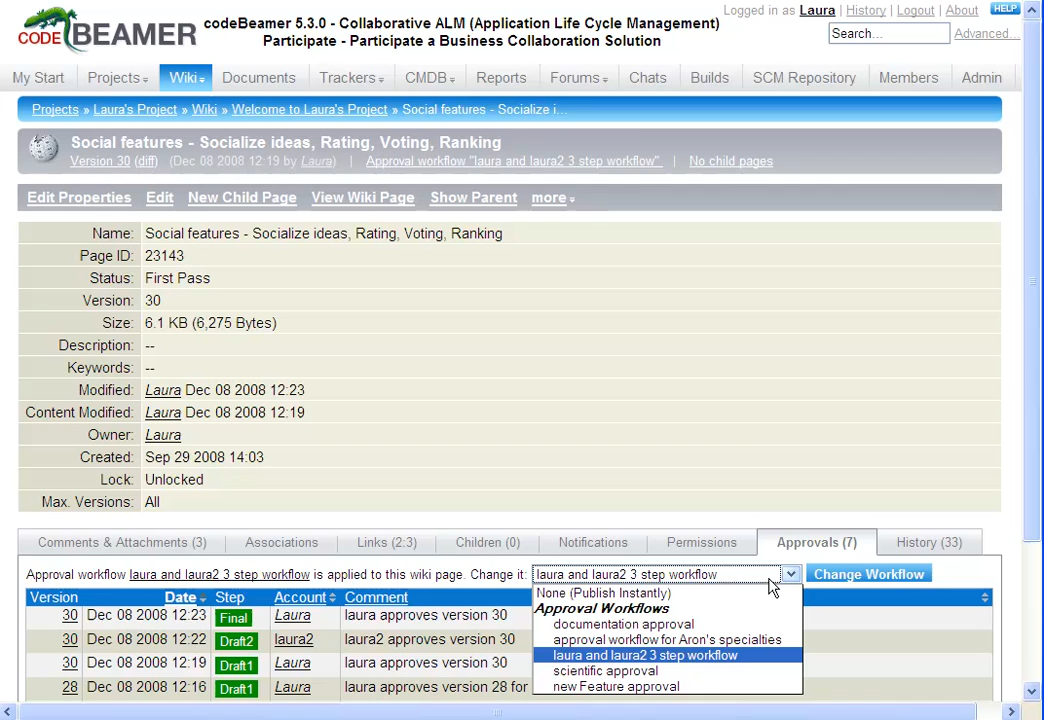 CODE BEAMER
codeBeamer 5.3.0 - Collaborative ALM (Application Life Cycle Management)
Participate - Participate a Business Collaboration Solution
Logged in as Laura | History | Logout | About HELP
Search... Advanced...
My Start Projects Wiki Documents Trackers CMDB Reports Forums Chats Builds SCM Repository Members Admin
Projects » Laura's Project » Wiki » Welcome to Laura's Project » Social features - Socialize i...
Social features - Socialize ideas, Rating, Voting, Ranking
Version 30 (diff) (Dec 08 2008 12:19 by Laura) | Approval workflow "laura and laura2 3 step workflow" | No child pages
Edit Properties Edit New Child Page View Wiki Page Show Parent more
Name: Social features - Socialize ideas, Rating, Voting, Ranking
Page ID: 23143
Status: First Pass
Version: 30
Size: 6.1 KB (6,275 Bytes)
Description: --
Keywords: --
Modified: Laura Dec 08 2008 12:23
Content Modified: Laura Dec 08 2008 12:19
Owner: Laura
Created: Sep 29 2008 14:03
Lock: Unlocked
Max. Versions: All
Comments & Attachments (3) Associations Links (2:3) Children (0) Notifications Permissions Approvals (7) History (33)
Approval workflow laura and laura2 3 step workflow is applied to this wiki page. Change it: laura and laura2 3 step workflow Change Workflow
Version Date Step Account Comment
30 Dec 08 2008 12:23 Final Laura laura approves version 30
30 Dec 08 2008 12:22 Draft2 laura2 laura2 approves version 30
30 Dec 08 2008 12:19 Draft1 Laura laura approves version 30
28 Dec 08 2008 12:16 Draft1 Laura laura approves version 28 for
None (Publish Instantly)
Approval Workflows
documentation approval
approval workflow for Aron's specialties
laura and laura2 3 step workflow
scientific approval
new Feature approval